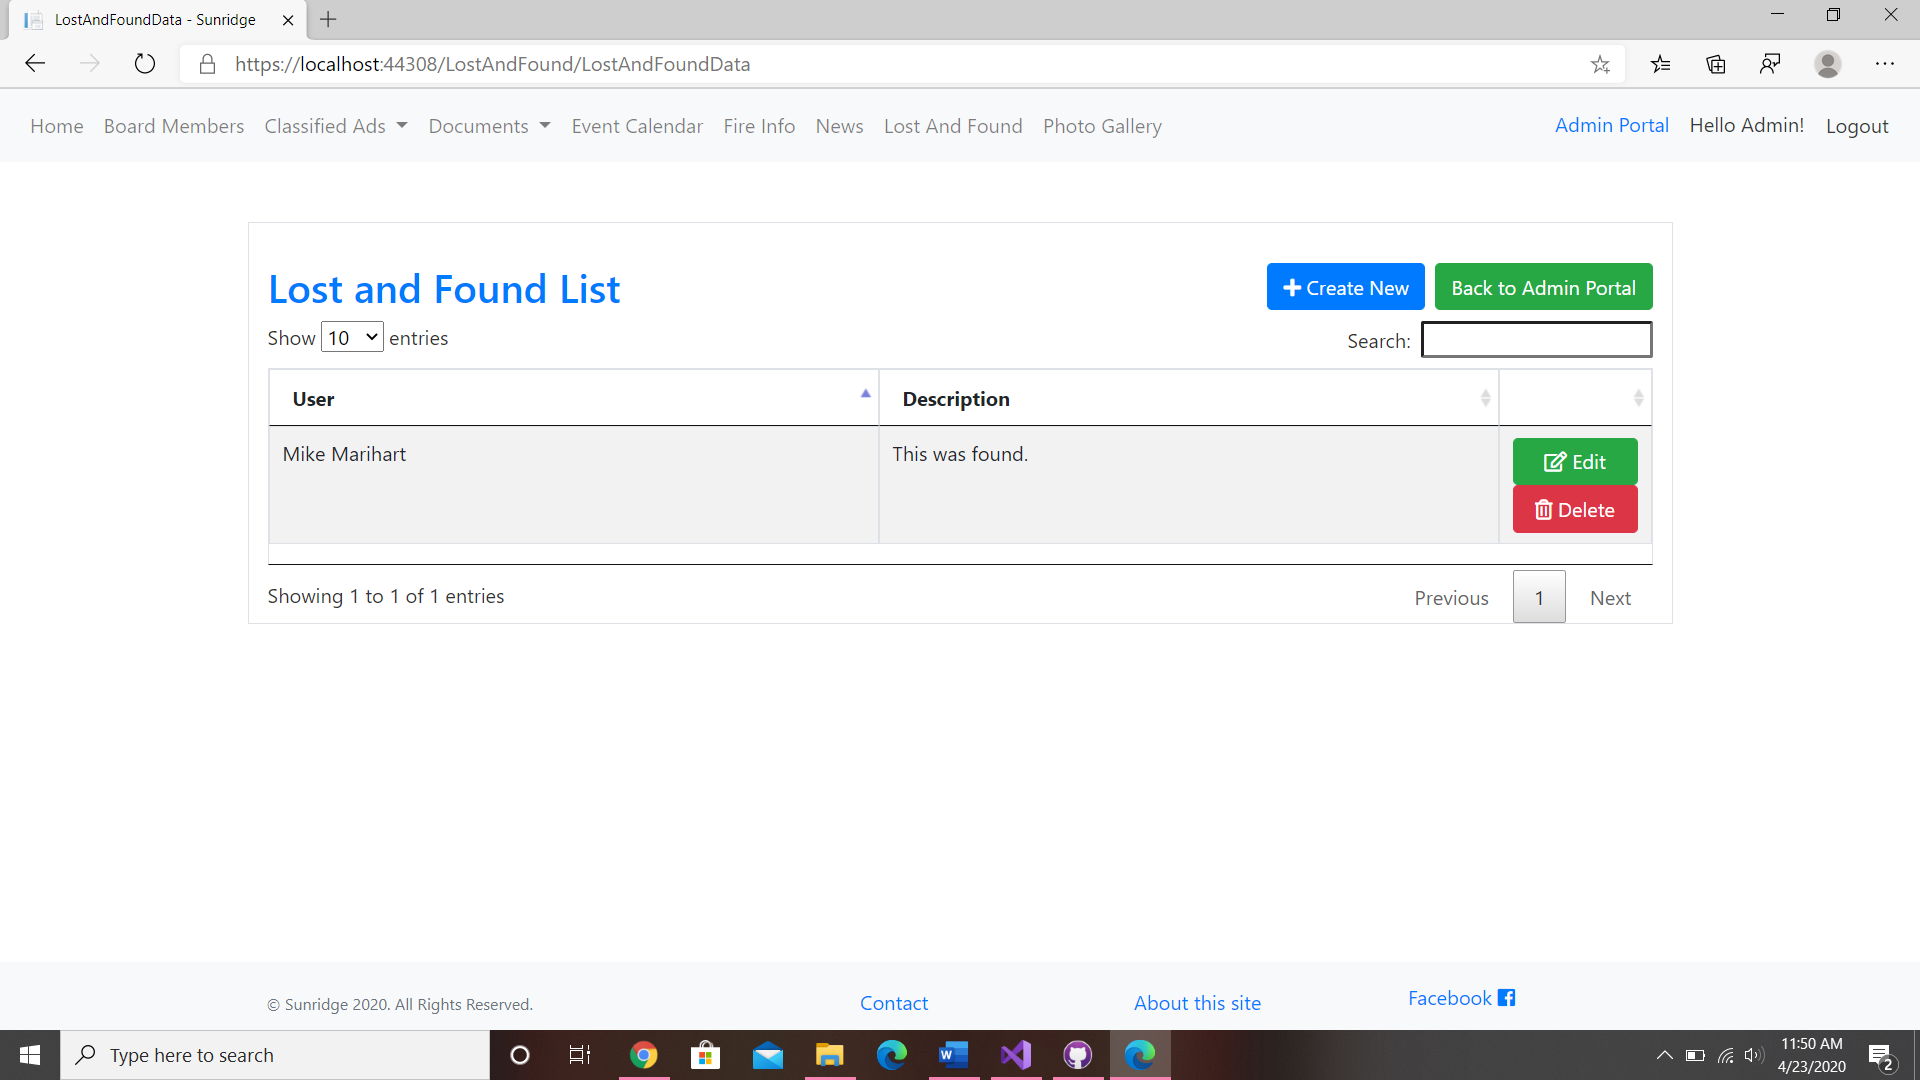 LostAndFoundData - Sunridge
https://localhost:44308/LostAndFound/LostAndFoundData
Home Board Members Classified Ads Documents Event Calendar Fire Info News Lost And Found Photo Gallery Admin Portal Hello Admin! Logout
Lost and Found List Create New Back to Admin Portal
Show 10 entries Search:
User Description
Mike Marihart This was found. Edit
Delete
Showing 1 to 1 of 1 entries Previous 1 Next
© Sunridge 2020. All Rights Reserved. Contact About this site Facebook
Type here to search 11:50 AM
4/23/2020 2